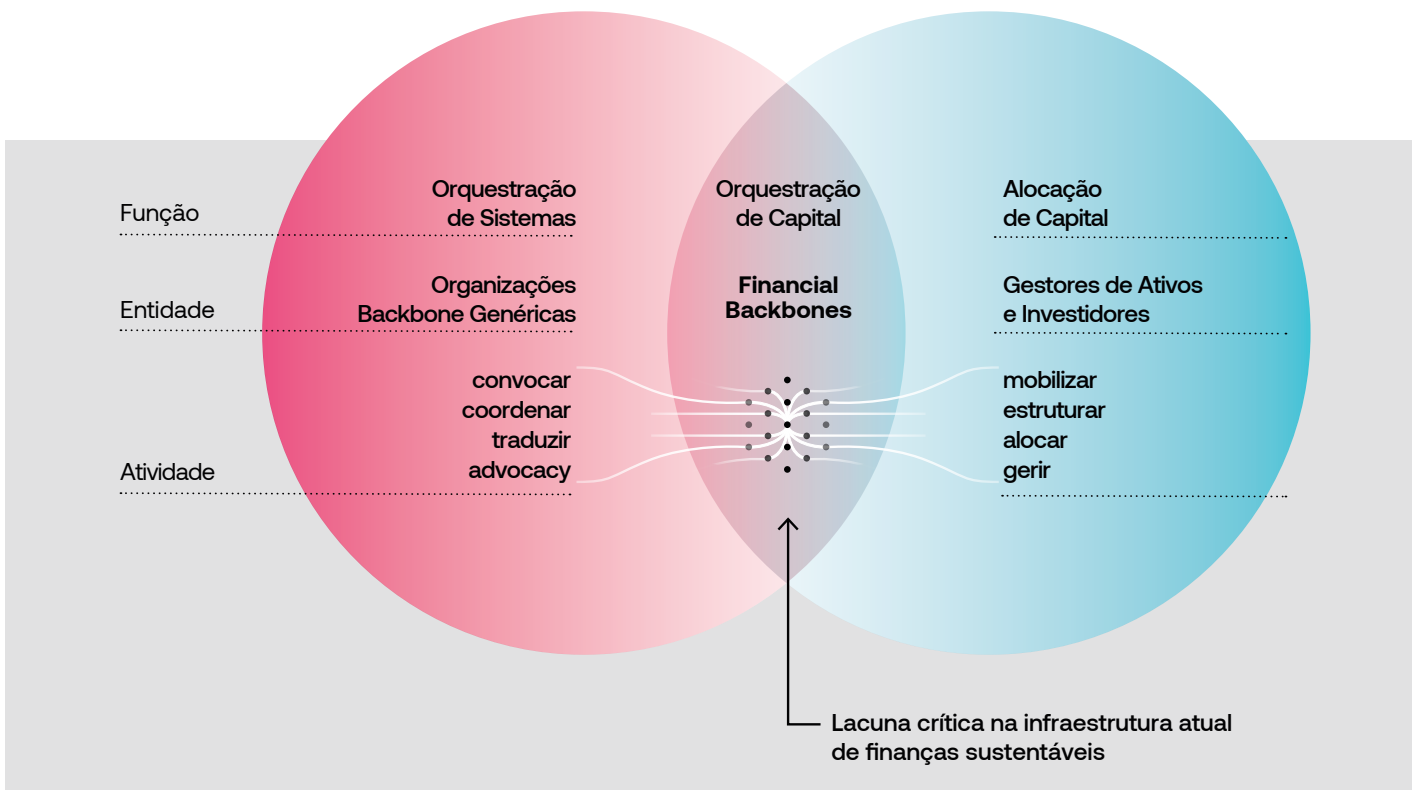 Função
Orquestração
de Sistemas
Orquestração
de Capital
Alocação
de Capital
Entidade
Organizações
Backbone Genéricas
Financial
Backbones
Gestores de Ativos
e Investidores
Atividade
convocar
coordenar
traduzir
advocacy
mobilizar
estruturar
alocar
gerir
Lacuna crítica na infraestrutura atual
de finanças sustentáveis